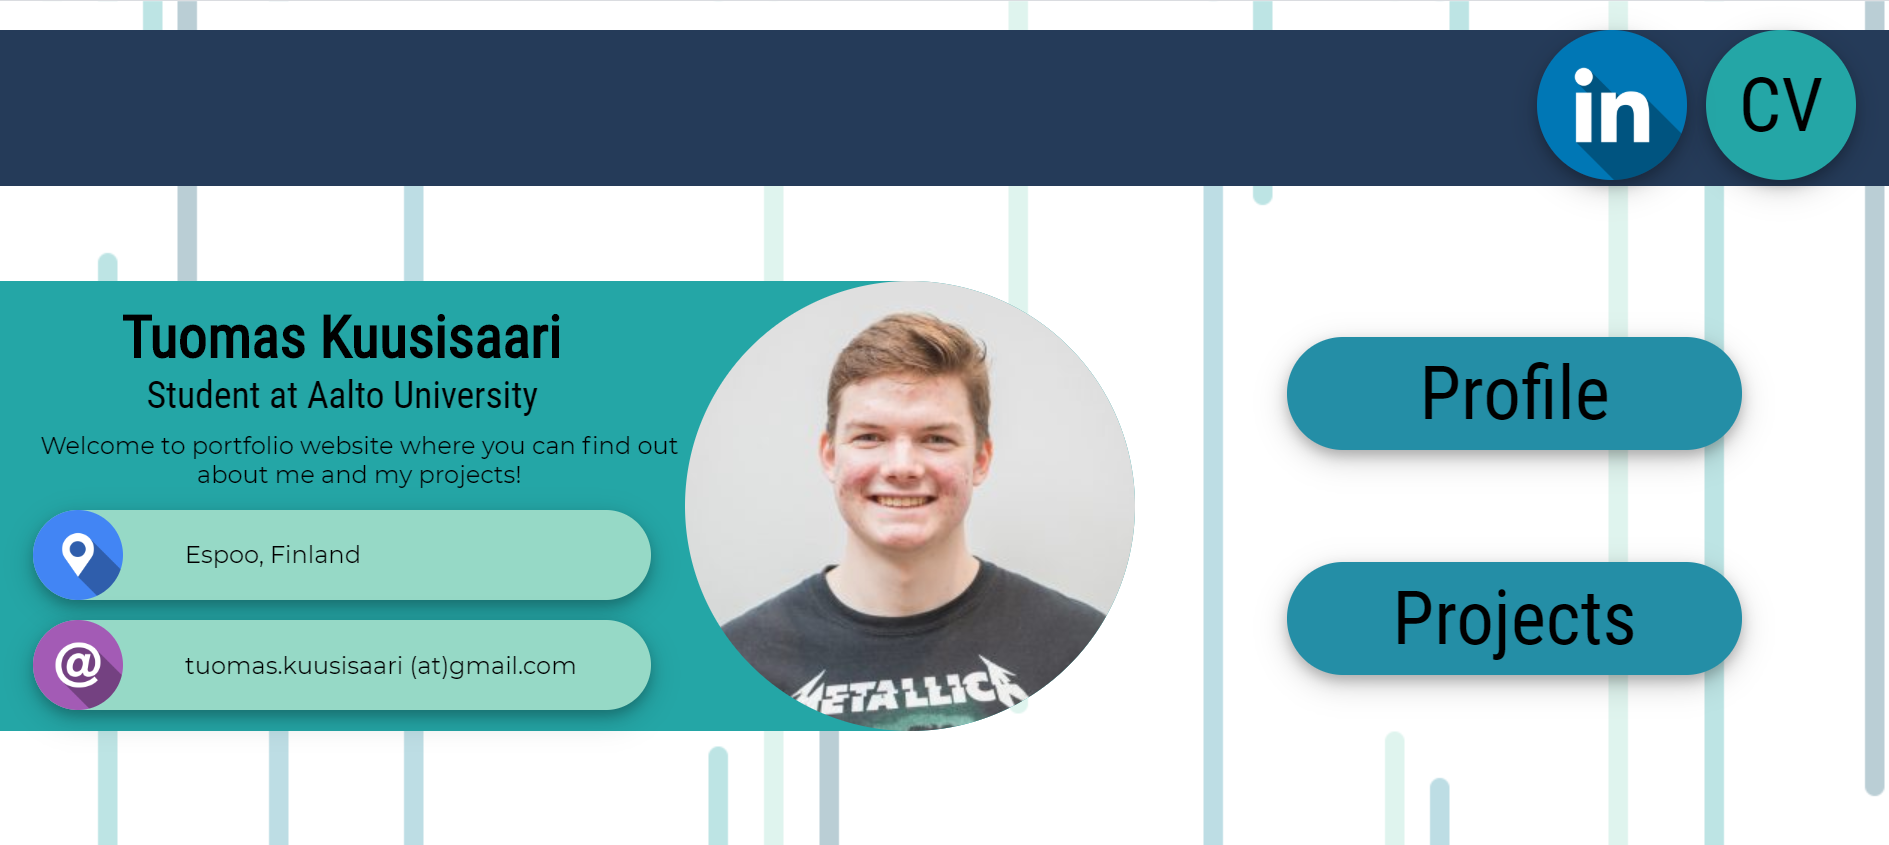 in
CV
Tuomas Kuusisaari
Student at Aalto University
Welcome to portfolio website where you can find out
about me and my projects!
Espoo, Finland
@
tuomas.kuusisaari (at)gmail.com
METALLICA
Profile
Projects